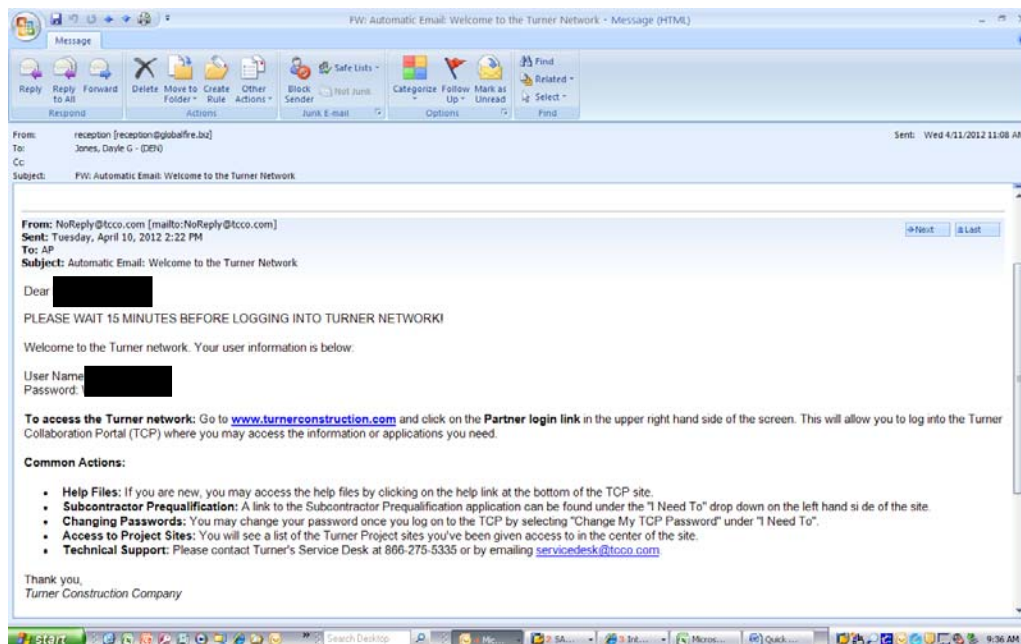 FW: Automatic Email: Welcome to the Turner Network - Message (HTML)
Message
Reply Reply to All Forward Delete Move to Folder Create Rule Other Actions Block Sender Safe Lists Not Junk Categorize Follow Up Mark as Unread Find Related Select
Respond Actions Junk E-mail Options Find
From: reception [reception@globalfire.biz] Sent: Wed 4/11/2012 11:08 AM
To: Jones, Dayle G - (DEN)
Cc:
Subject: FW: Automatic Email: Welcome to the Turner Network
From: NoReply@tcco.com [mailto:NoReply@tcco.com]
Next Last
Sent: Tuesday, April 10, 2012 2:22 PM
To: AP
Subject: Automatic Email: Welcome to the Turner Network
Dear
PLEASE WAIT 15 MINUTES BEFORE LOGGING INTO TURNER NETWORK!
Welcome to the Turner network. Your user information is below:
User Name
Password:
To access the Turner network: Go to www.turnerconstruction.com and click on the Partner login link in the upper right hand side of the screen. This will allow you to log into the Turner
Collaboration Portal (TCP) where you may access the information or applications you need.
Common Actions:
• Help Files: If you are new, you may access the help files by clicking on the help link at the bottom of the TCP site.
• Subcontractor Prequalification: A link to the Subcontractor Prequalification application can be found under the "I Need To" drop down on the left hand si de of the site.
• Changing Passwords: You may change your password once you log on to the TCP by selecting "Change My TCP Password" under "I Need To".
• Access to Project Sites: You will see a list of the Turner Project sites you've been given access to in the center of the site.
• Technical Support: Please contact Turner's Service Desk at 866-275-5335 or by emailing servicedesk@tcco.com.
Thank you,
Turner Construction Company
start Search Desktop 2 SA... 3 Int... Micros... Quick... 9:36 AM